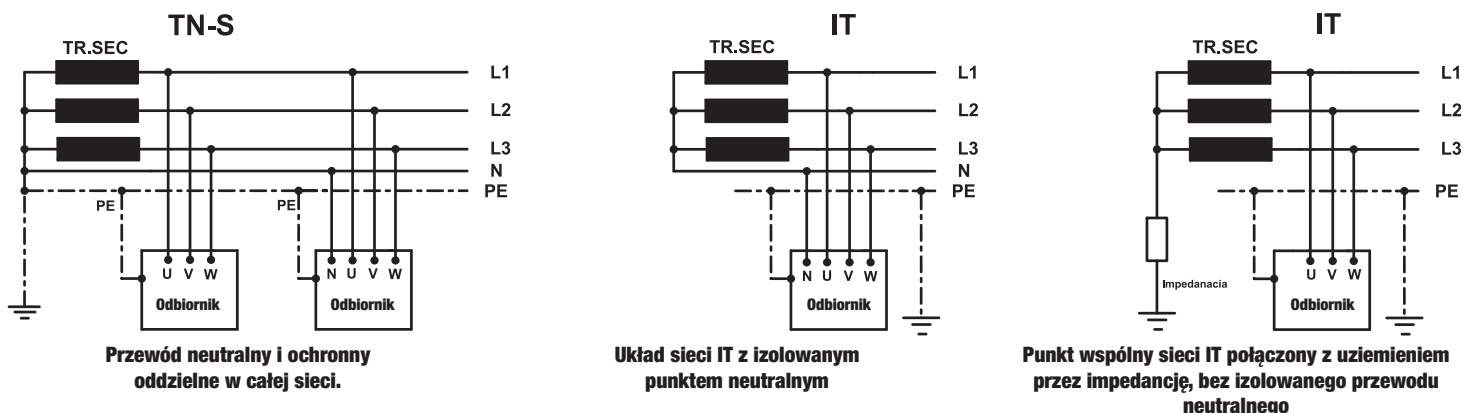 TN-S
TR.SEC
L1
L2
L3
N
PE
PE
PE
U V W
Odbiornik
N U V W
Odbiornik
Przewód neutralny i ochronny
oddzielne w całej sieci.
IT
TR.SEC
L1
L2
L3
N
PE
N U V W
Odbiornik
Układ sieci IT z izolowanym
punktem neutralnym
IT
TR.SEC
L1
L2
L3
PE
Impedanacia
U V W
Odbiornik
Punkt wspólny sieci IT połączony z uziemieniem
przez impedancję, bez izolowanego przewodu
neutralnego